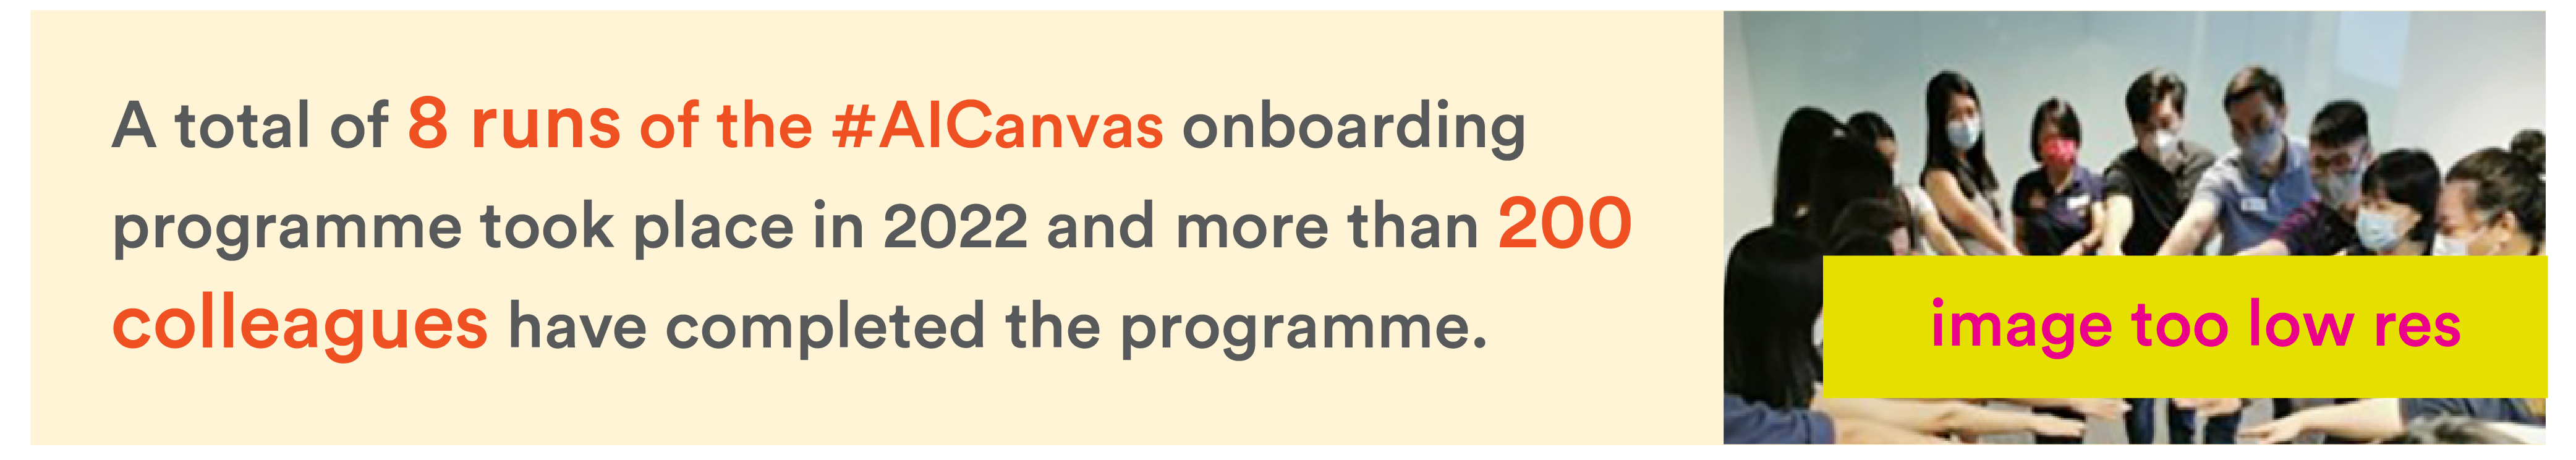 A total of 8 runs of the #AICanvas onboarding
programme took place in 2022 and more than 200
colleagues have completed the programme.
image too low res